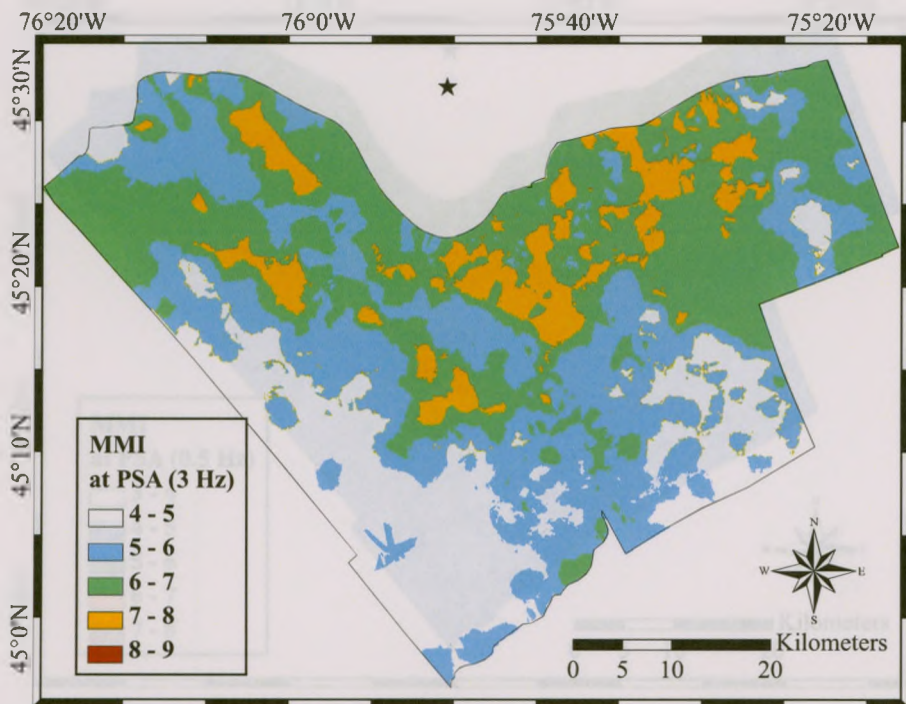 76°20'W 76°0'W 75°40'W 75°20'W
45°30'N
45°20'N
45°10'N
45°0'N
MMI
at PSA (3 Hz)
4 - 5
5 - 6
6 - 7
7 - 8
8 - 9
N
W E
S
Kilometers
0 5 10 20